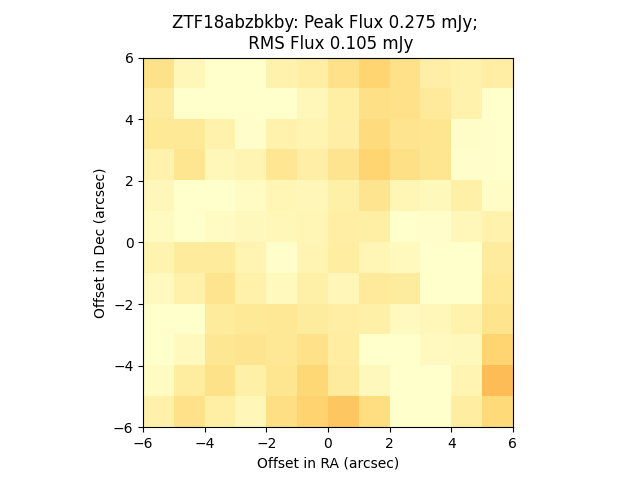 ZTF18abzbkby: Peak Flux 0.275 mJy;
RMS Flux 0.105 mJy
6
4
2
0
−2
−4
−6
Offset in Dec (arcsec)
−6 −4 −2 0 2 4 6
Offset in RA (arcsec)